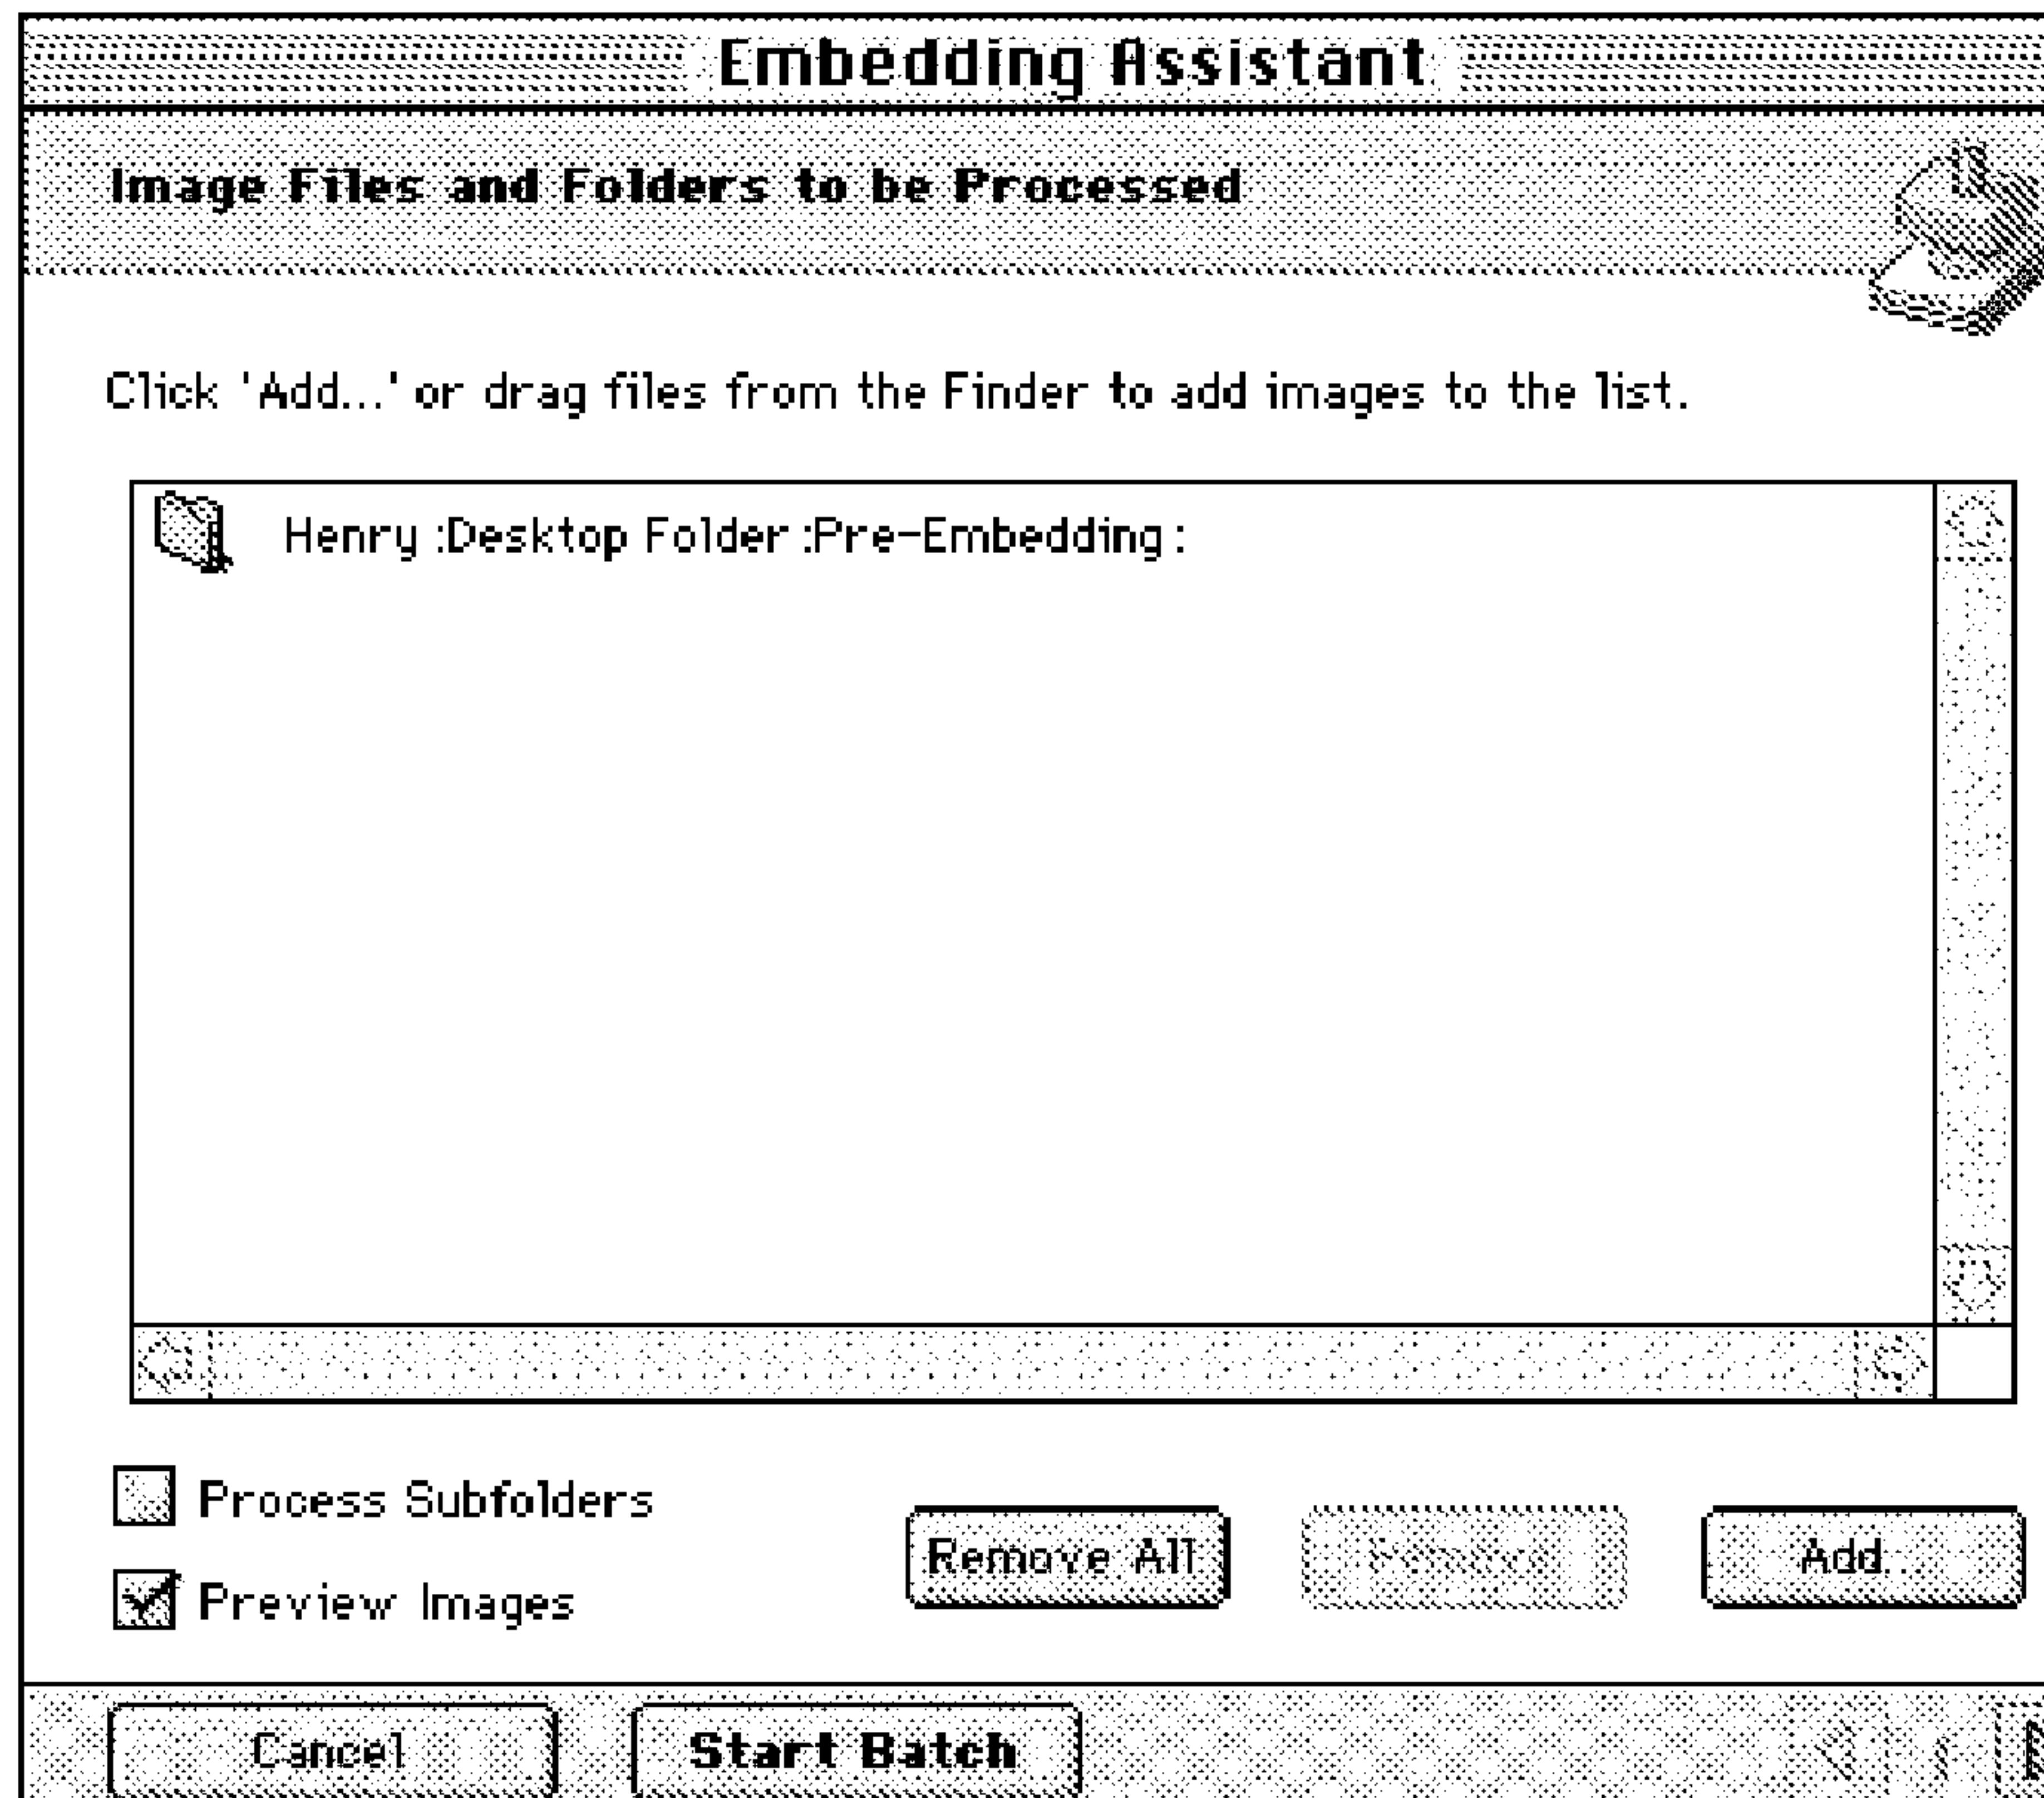 Embedding Assistant
Image Files and Folders to be Processed
Click 'Add...' or drag files from the Finder to add images to the list.
Henry :Desktop Folder :Pre-Embedding :
Process Subfolders
Remove All
Add..
Preview Images
Cancel
Start Batch